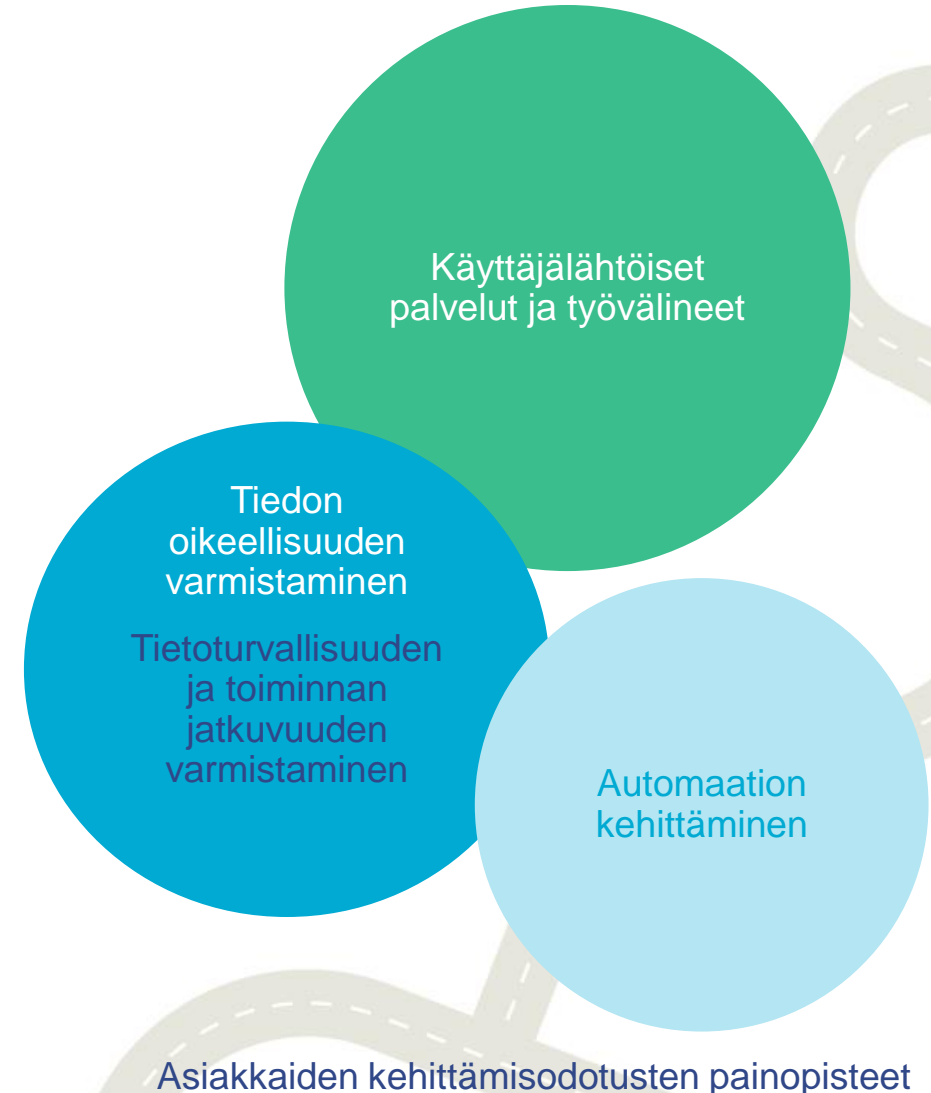 Käyttäjälähtöiset
palvelut ja työvälineet
Tiedon
oikeellisuuden
varmistaminen
Tietoturvallisuuden
ja toiminnan
jatkuvuuden
varmistaminen
Automaation
kehittäminen
Asiakkaiden kehittämisodotusten painopisteet